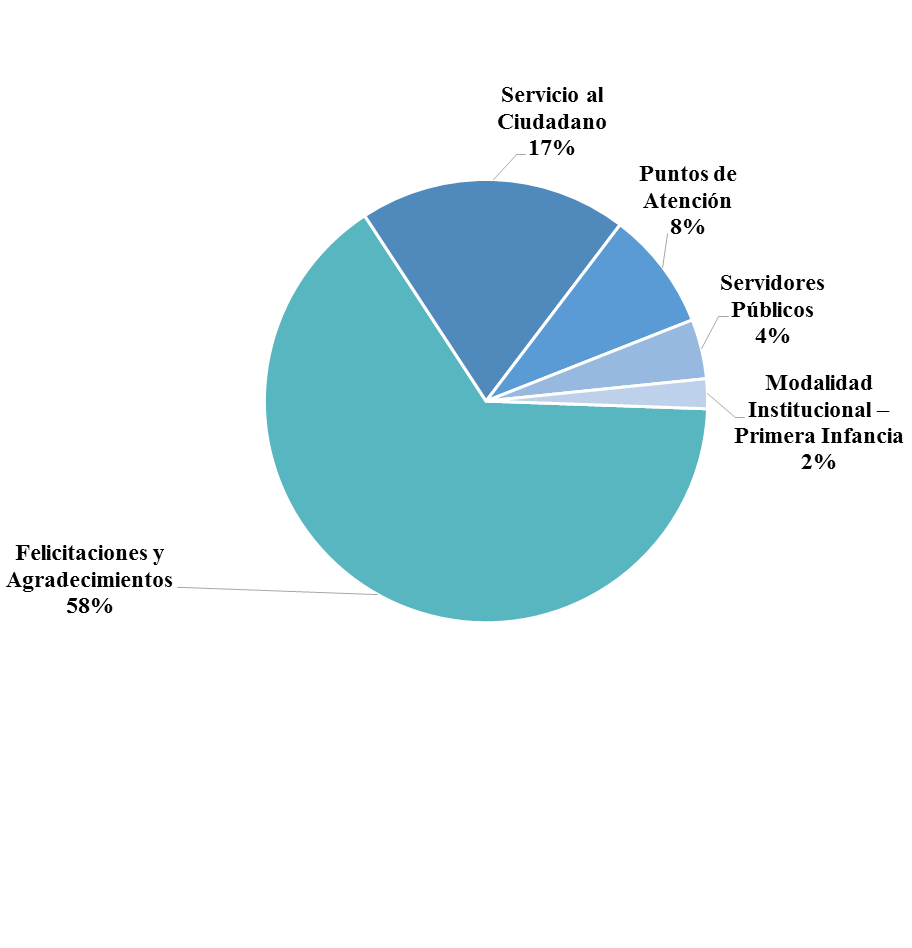 Servicio al
Ciudadano
17%
Puntos de
Atención
8%
Servidores
Públicos
4%
Modalidad
Institucional –
Primera Infancia
2%
Felicitaciones y
Agradecimientos
58%